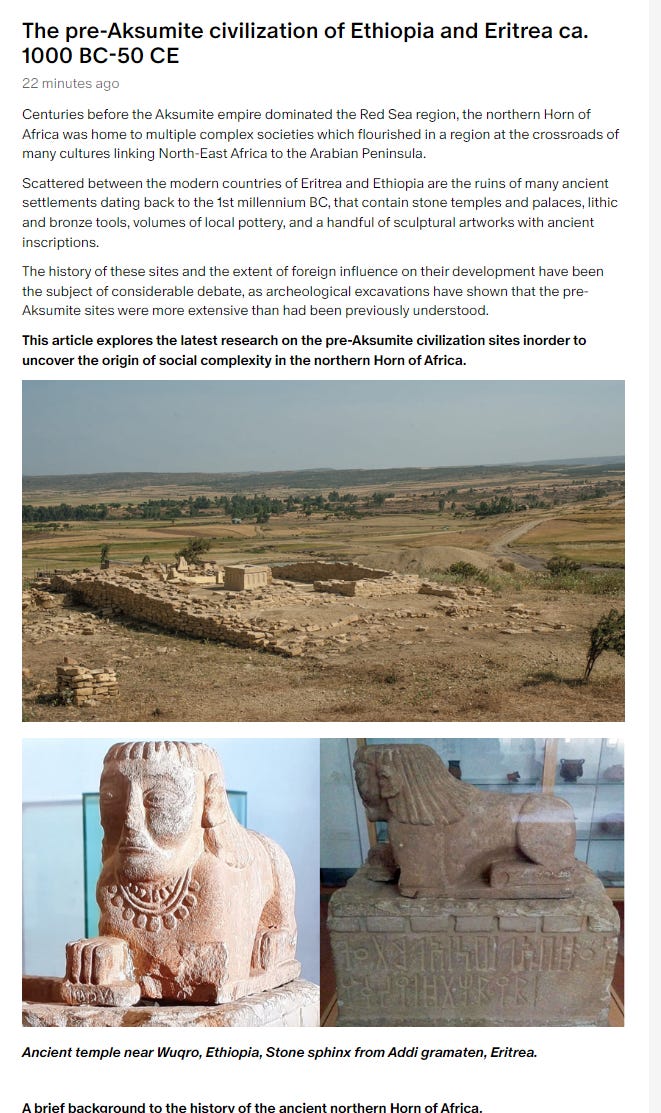 The pre-Aksumite civilization of Ethiopia and Eritrea ca.
1000 BC-50 CE
22 minutes ago
Centuries before the Aksumite empire dominated the Red Sea region, the northern Horn of
Africa was home to multiple complex societies which flourished in a region at the crossroads of
many cultures linking North-East Africa to the Arabian Peninsula.
Scattered between the modern countries of Eritrea and Ethiopia are the ruins of many ancient
settlements dating back to the 1st millennium BC, that contain stone temples and palaces, lithic
and bronze tools, volumes of local pottery, and a handful of sculptural artworks with ancient
inscriptions.
The history of these sites and the extent of foreign influence on their development have been
the subject of considerable debate, as archeological excavations have shown that the pre-
Aksumite sites were more extensive than had been previously understood.
This article explores the latest research on the pre-Aksumite civilization sites inorder to
uncover the origin of social complexity in the northern Horn of Africa.
Ancient temple near Wuqro, Ethiopia, Stone sphinx from Addi gramaten, Eritrea.
A brief background to the history of the ancient northern Horn of Africa.